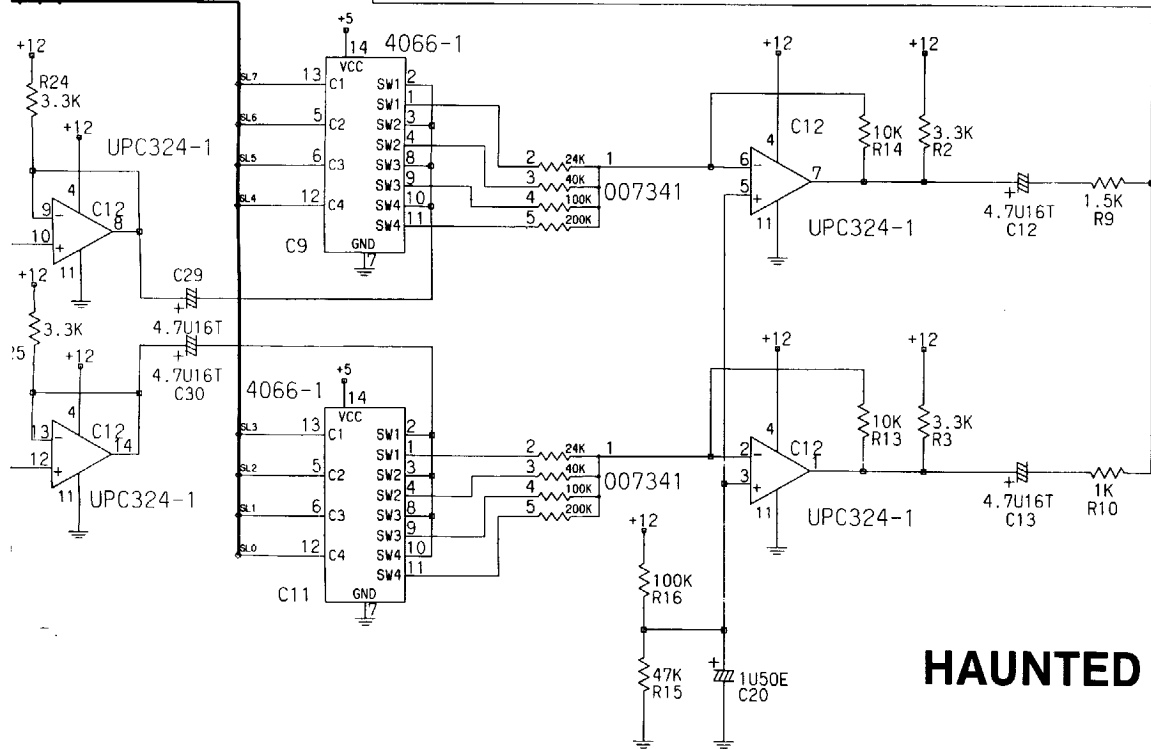 +5
+12
R24
3.3K
+12
UPC324-1
4
C12
9
8
10
11
+12
3.3K
25
+12
4
C12
13
14
12
11
UPC324-1
C29
4.7U16T
4.7U16T
C30
4066-1
14
VCC
SL7
13
C1
SW1
2
SW1
1
SL6
5
C2
SW2
3
SW2
4
SL5
6
C3
SW3
8
SW3
9
SL4
12
C4
SW4
10
SW4
11
C9
GND
7
2
24K
1
3
40K
4
100K
5
200K
007341
+12
+12
C12
4
10K
R14
3.3K
R2
6
5
7
11
UPC324-1
4.7U16T
C12
1.5K
R9
+5
4066-1
14
VCC
SL3
13
C1
SW1
2
SW1
1
SL2
5
C2
SW2
3
SW2
4
SL1
6
C3
SW3
8
SW3
9
SL0
12
C4
SW4
10
SW4
11
C11
GND
7
2
24K
1
3
40K
4
100K
5
200K
007341
+12
+12
4
10K
R13
3.3K
R3
C12
2
3
1
11
UPC324-1
4.7U16T
C13
1K
R10
+12
100K
R16
47K
R15
1U50E
C20
HAUNTED